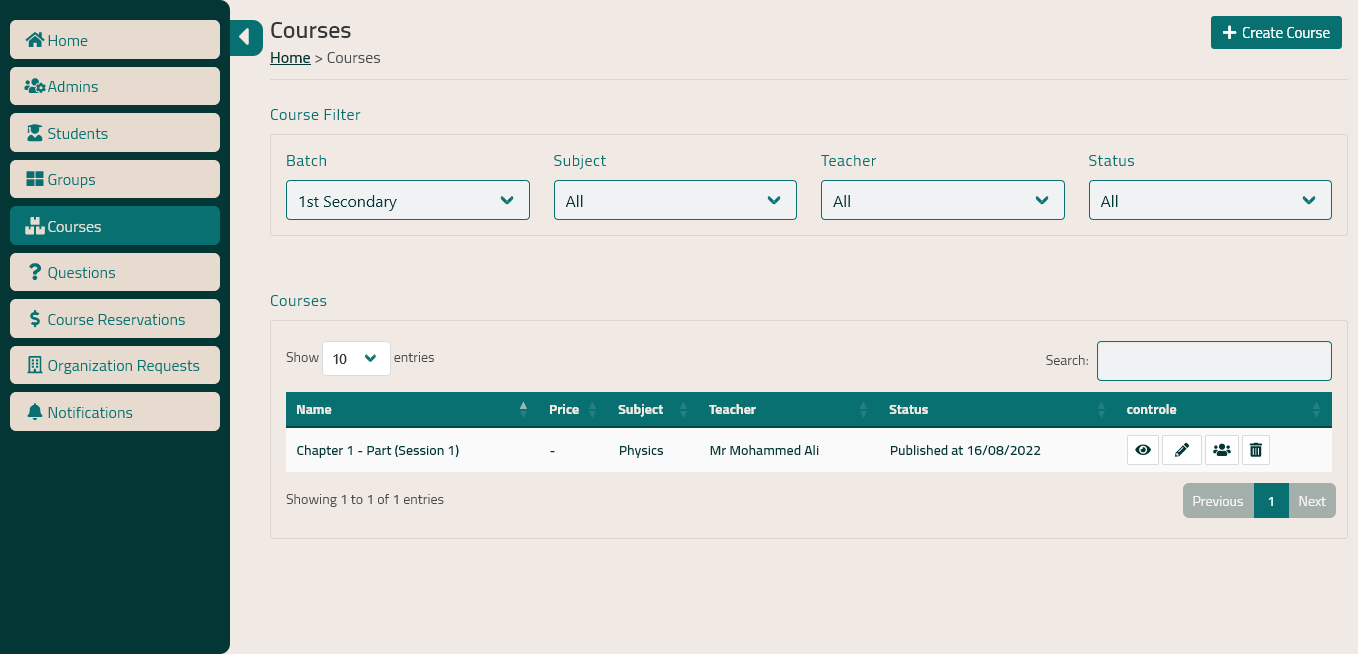 Home
Admins
Students
Groups
Courses
Questions
Course Reservations
Organization Requests
Notifications
Courses
Home > Courses
Create Course
Course Filter
Batch Subject Teacher Status
1st Secondary All All All
Courses
Show 10 entries Search:
Name Price Subject Teacher Status controle
Chapter 1 - Part (Session 1) - Physics Mr Mohammed Ali Published at 16/08/2022
Showing 1 to 1 of 1 entries Previous 1 Next